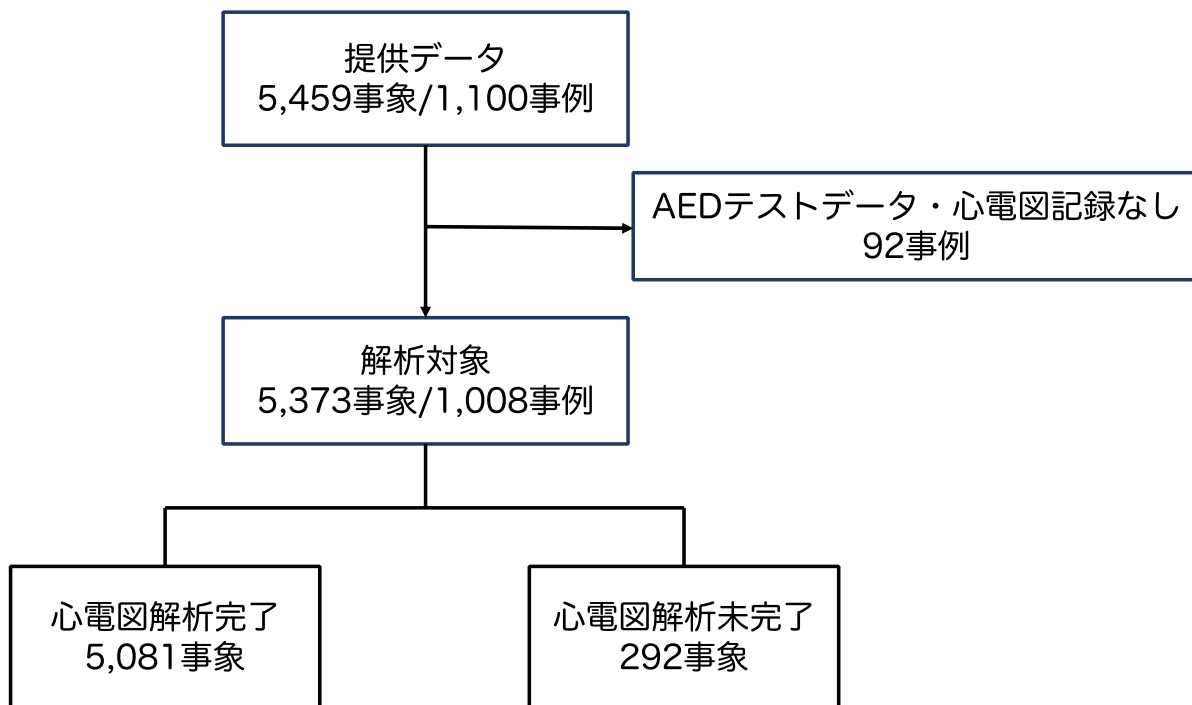 提供データ
5,459事象/1,100事例
AEDテストデータ・心電図記録なし
92事例
解析対象
5,373事象/1,008事例
心電図解析完了
5,081事象
心電図解析未完了
292事象